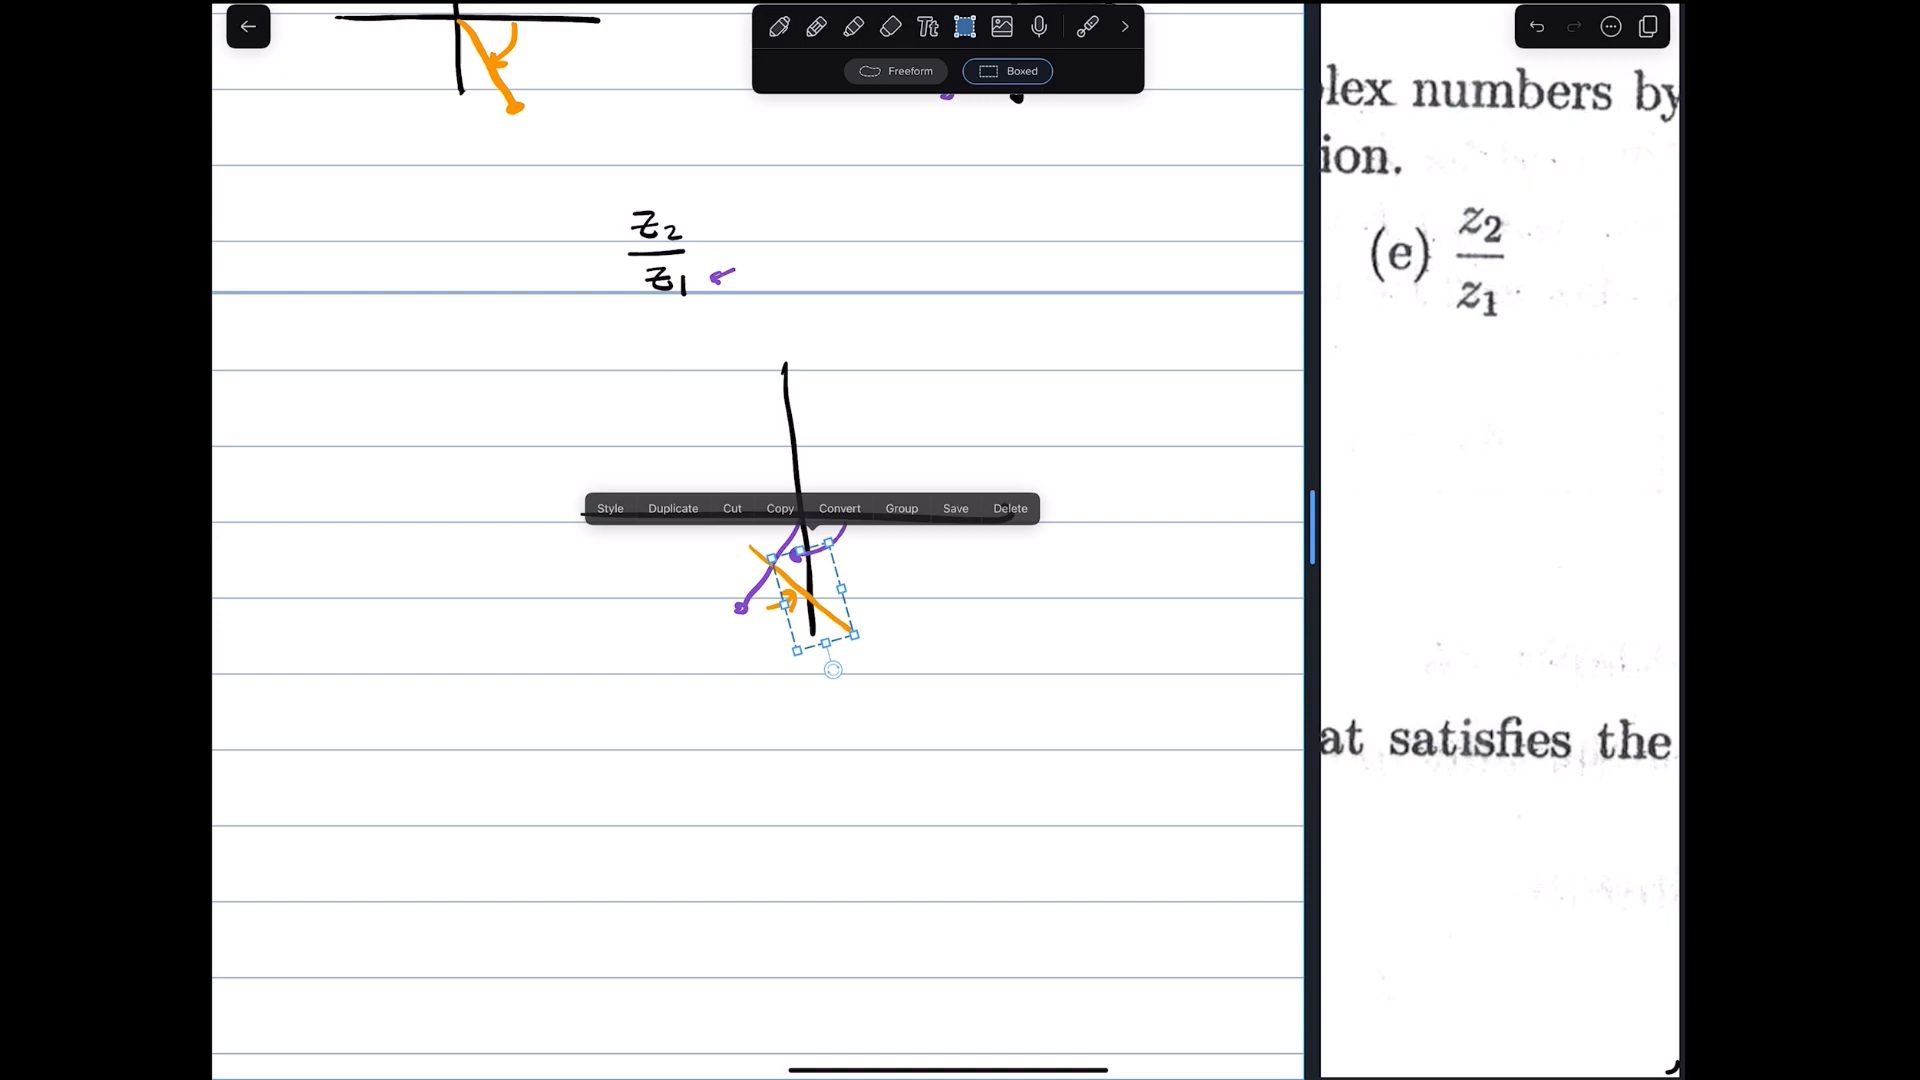 Tt
Freeform
Boxed
z₂
z₁
Style Duplicate Cut Copy Convert Group Save Delete
lex numbers by
ion.
(e) z₂
z₁
at satisfies the